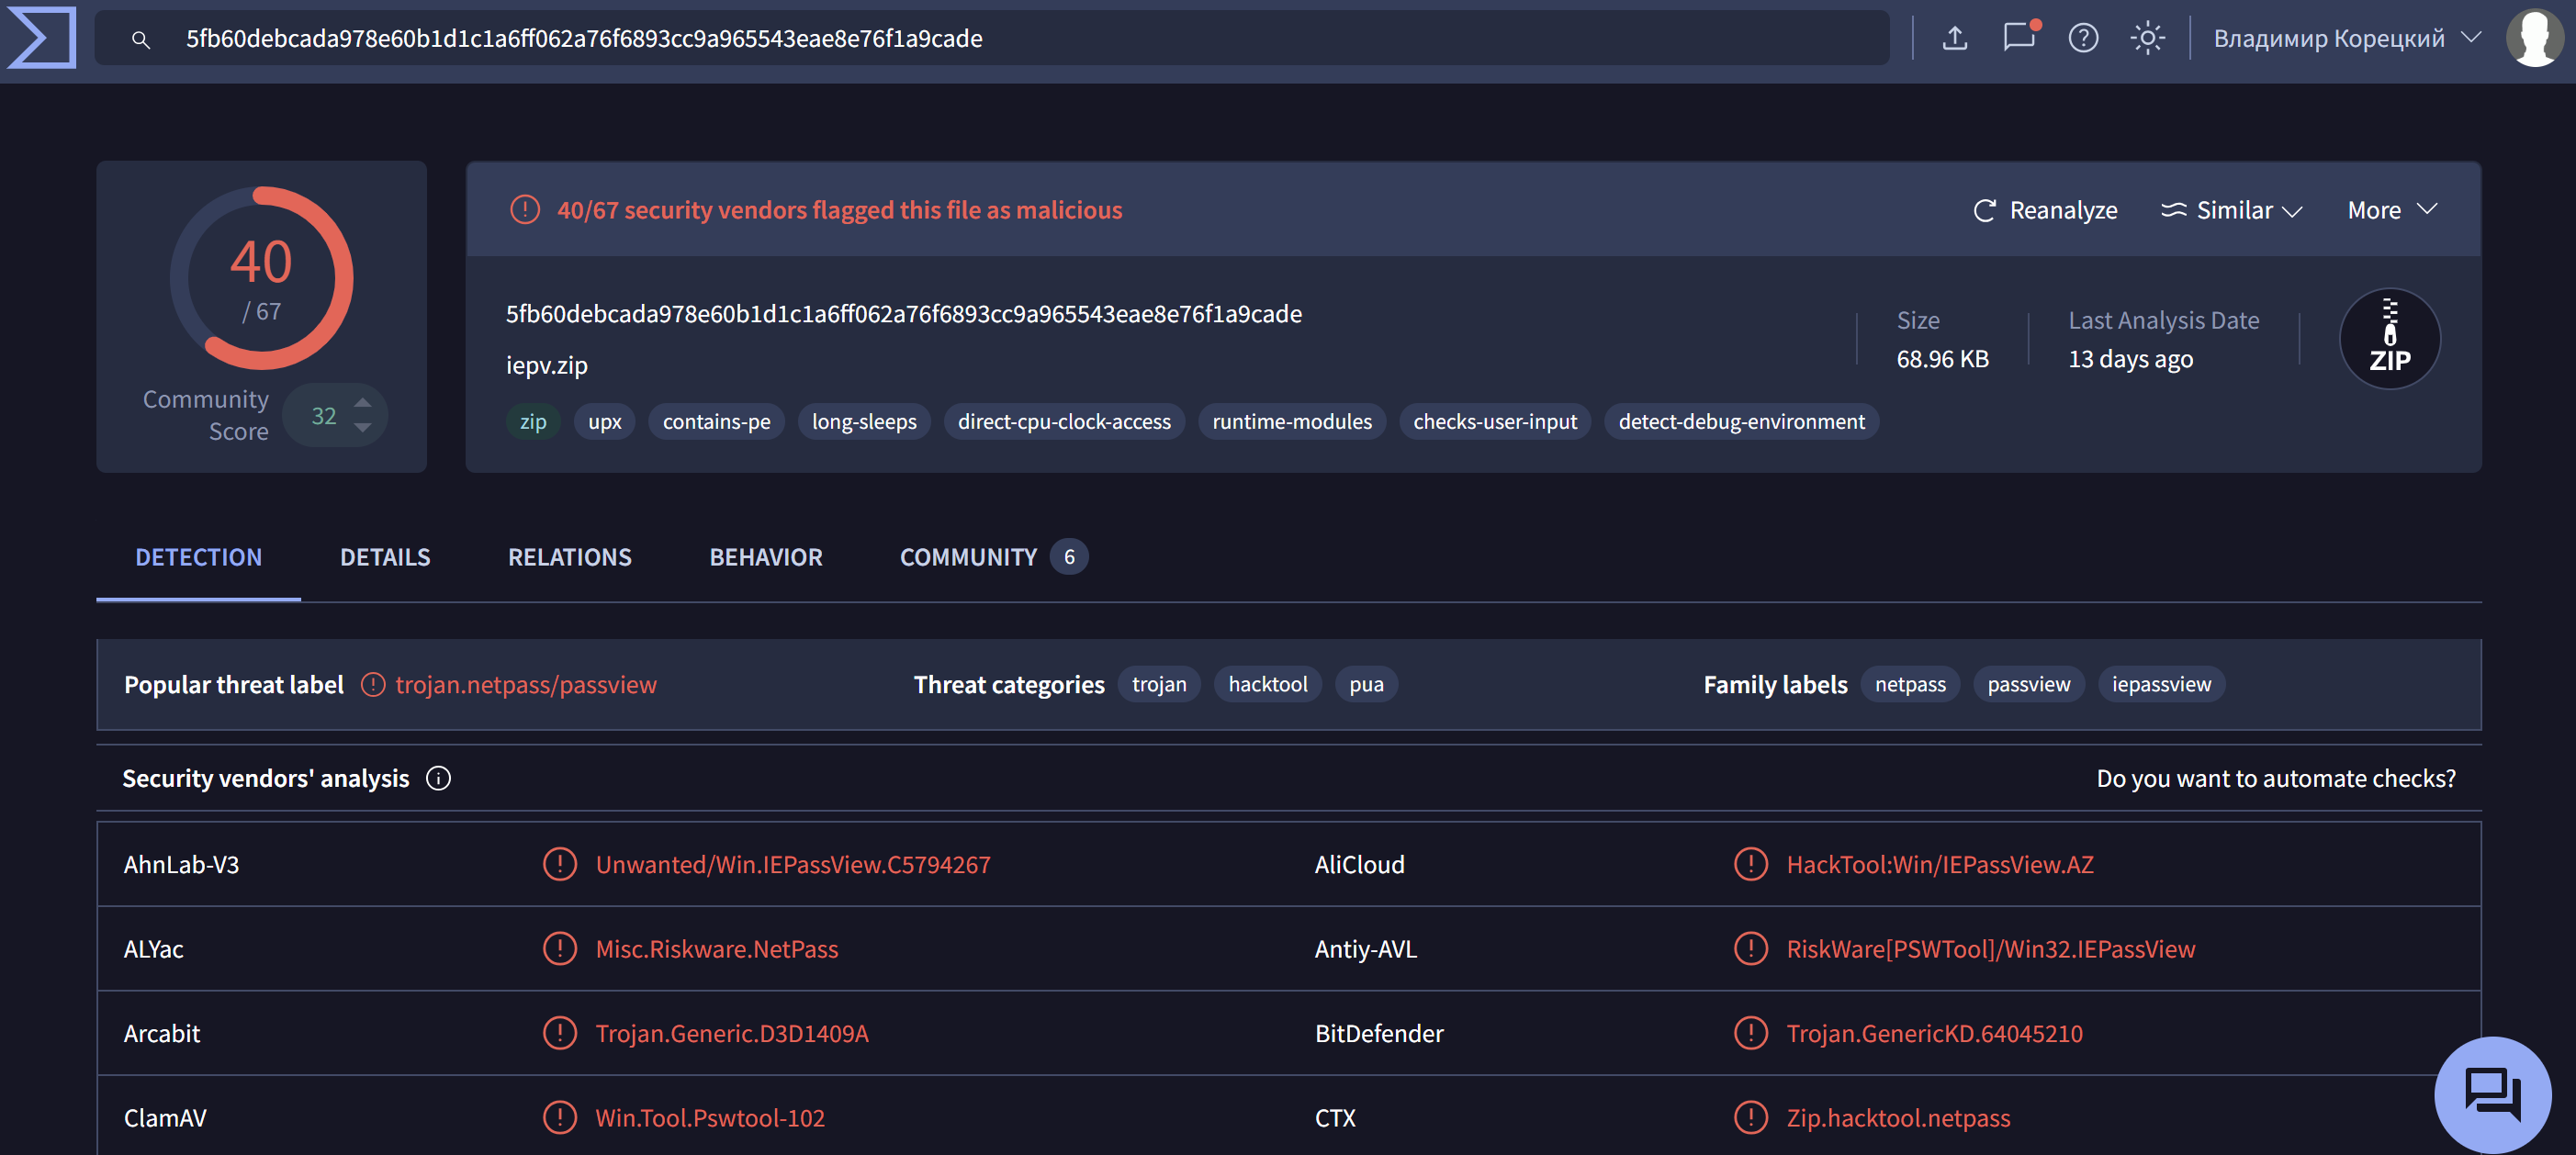 5fb60debcada978e60b1d1c1a6ff062a76f6893cc9a965543eae8e76f1a9cade
Владимир Корецкий
40
/ 67
Community Score
32
40/67 security vendors flagged this file as malicious
Reanalyze
Similar
More
5fb60debcada978e60b1d1c1a6ff062a76f6893cc9a965543eae8e76f1a9cade
iepv.zip
Size
68.96 KB
Last Analysis Date
13 days ago
ZIP
zip upx contains-pe long-sleeps direct-cpu-clock-access runtime-modules checks-user-input detect-debug-environment
DETECTION DETAILS RELATIONS BEHAVIOR COMMUNITY 6
Popular threat label trojan.netpass/passview Threat categories trojan hacktool pua Family labels netpass passview iepassview
Security vendors' analysis Do you want to automate checks?
AhnLab-V3 Unwanted/Win.IEPassView.C5794267 AliCloud HackTool:Win/IEPassView.AZ
ALYac Misc.Riskware.NetPass Antiy-AVL RiskWare[PSWTool]/Win32.IEPassView
Arcabit Trojan.Generic.D3D1409A BitDefender Trojan.GenericKD.64045210
ClamAV Win.Tool.Pswtool-102 CTX Zip.hacktool.netpass